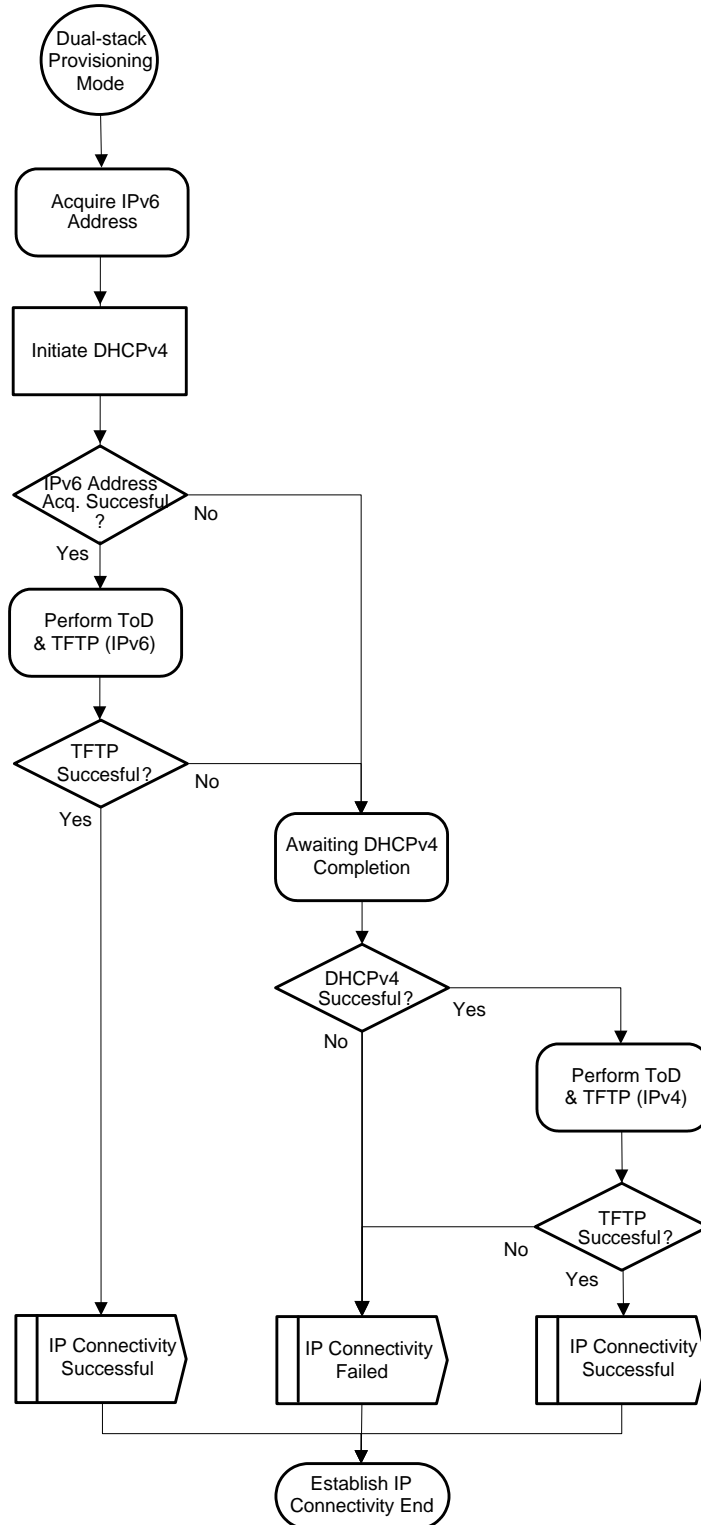 Dual-stack
Provisioning
Mode
Acquire IPv6
Address
Initiate DHCPv4
IPv6 Address
Acq. Succesful
?
No
Yes
Perform ToD
& TFTP (IPv6)
TFTP
Succesful?
No
Yes
Awaiting DHCPv4
Completion
DHCPv4
Succesful?
Yes
No
Perform ToD
& TFTP (IPv4)
TFTP
Succesful?
No
Yes
IP Connectivity
Successful
IP Connectivity
Failed
IP Connectivity
Successful
Establish IP
Connectivity End